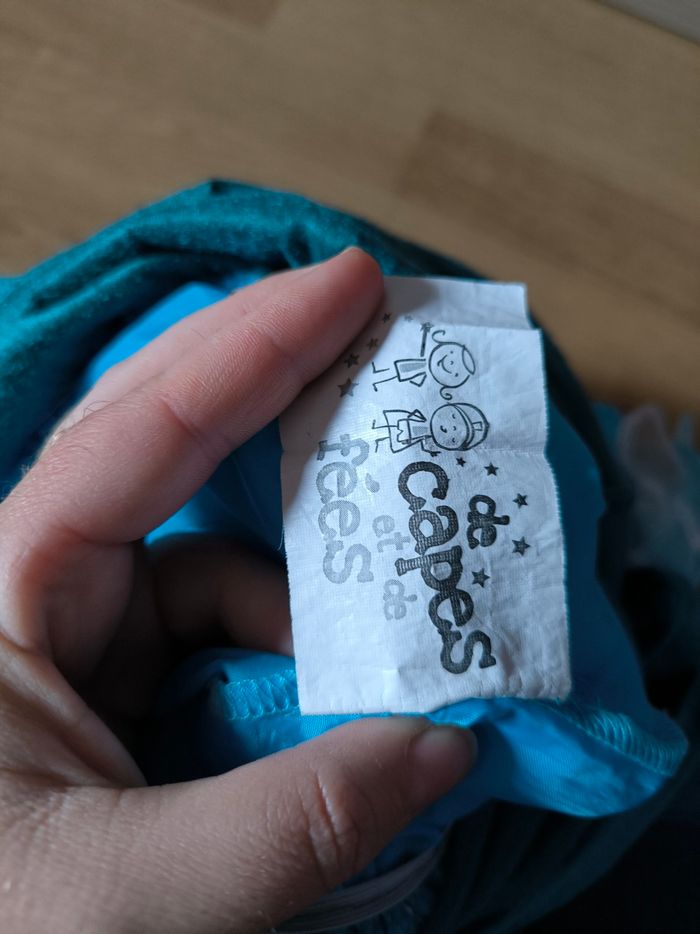 de
capes
et de
fées